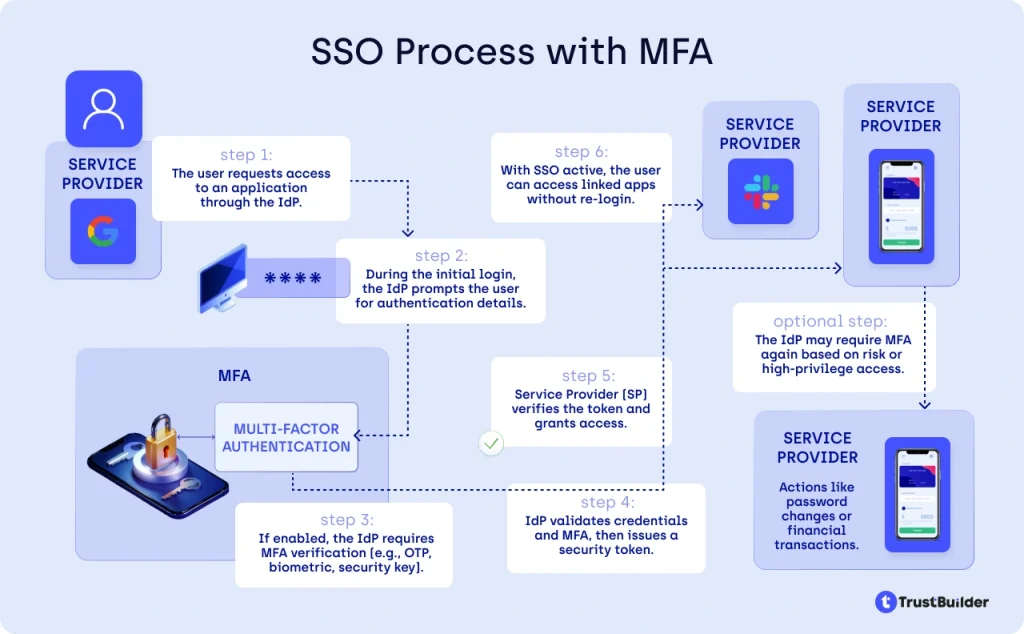 SSO Process with MFA
SERVICE
PROVIDER
step 1:
The user requests access
to an application
through the IdP.
****
step 2:
During the initial login,
the IdP prompts the user
for authentication details.
MFA
MULTI-FACTOR
AUTHENTICATION
step 3:
If enabled, the IdP requires
MFA verification (e.g., OTP,
biometric, security key).
step 4:
IdP validates credentials
and MFA, then issues a
security token.
step 5:
Service Provider (SP)
verifies the token and
grants access.
step 6:
With SSO active, the user
can access linked apps
without re-login.
SERVICE
PROVIDER
SERVICE
PROVIDER
optional step:
The IdP may require MFA
again based on risk or
high-privilege access.
SERVICE
PROVIDER
Actions like
password
changes or
financial
transactions.
t TrustBuilder